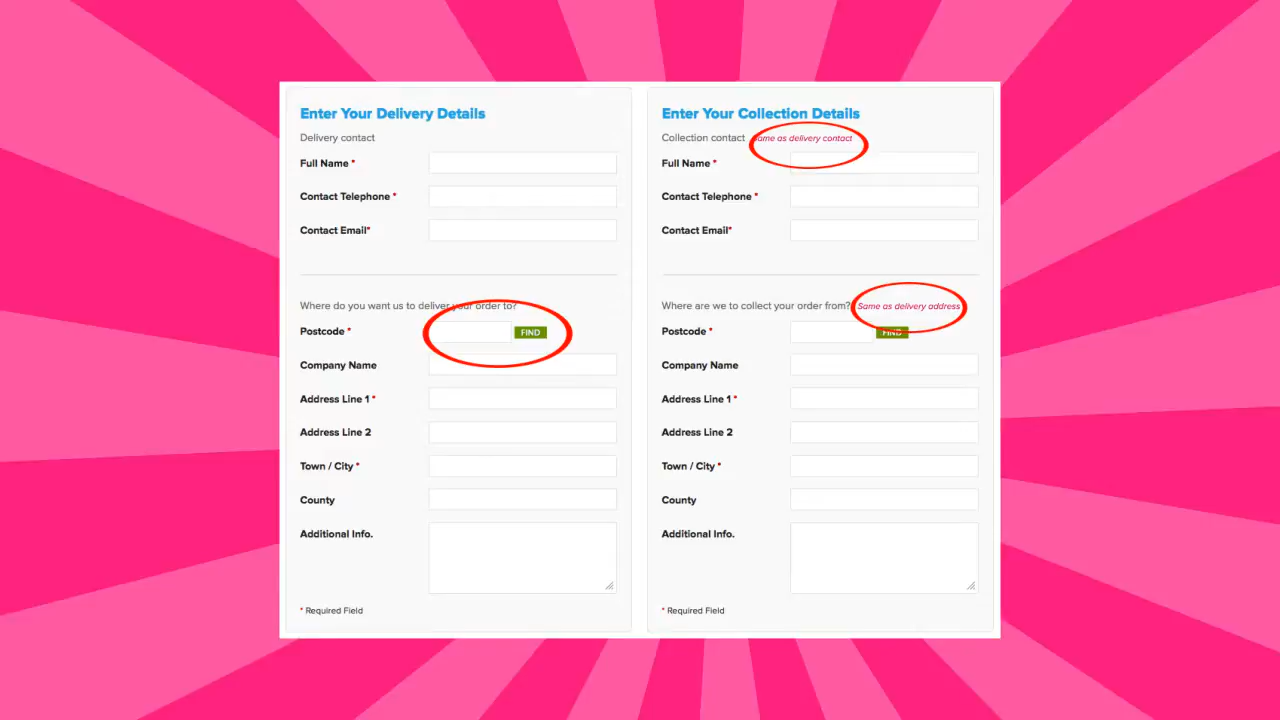 Enter Your Delivery Details
Delivery contact
Full Name *
Contact Telephone *
Contact Email*
Where do you want us to deliver your order to?
Postcode * FIND
Company Name
Address Line 1 *
Address Line 2
Town / City *
County
Additional Info.
* Required Field
Enter Your Collection Details
Collection contact Same as delivery contact
Full Name *
Contact Telephone *
Contact Email*
Where are we to collect your order from? Same as delivery address
Postcode * FIND
Company Name
Address Line 1 *
Address Line 2
Town / City *
County
Additional Info.
* Required Field